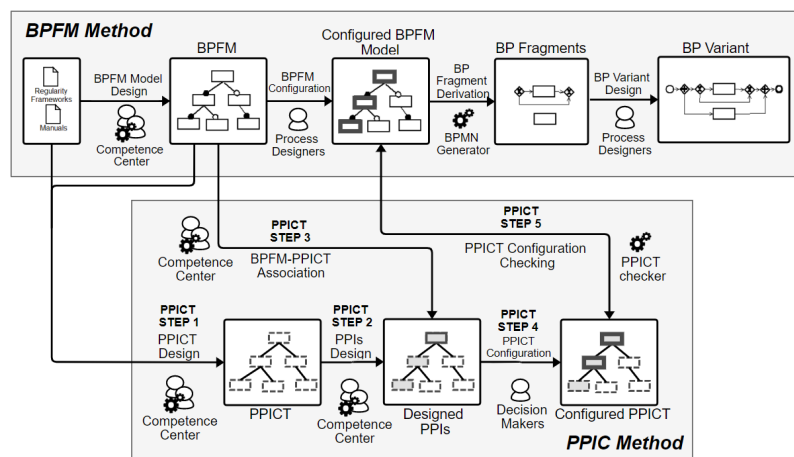 BPFM Method
Regularity
Frameworks
Manuals
BPFM Model
Design
Competence
Center
BPFM
BPFM
Configuration
Process
Designers
Configured BPFM
Model
BP
Fragment
Derivation
BPMN
Generator
BP Fragments
BP Variant
Design
Process
Designers
BP Variant
Competence
Center
PPICT
STEP 3
BPFM-PPICT
Association
PPICT
STEP 5
PPICT Configuration
Checking
PPICT
checker
PPICT
STEP 1
PPICT
Design
Competence
Center
PPICT
PPICT
STEP 2
PPIs
Design
Competence
Center
Designed
PPIs
PPICT
STEP 4
PPICT
Configuration
Decision
Makers
Configured PPICT
PPIC Method